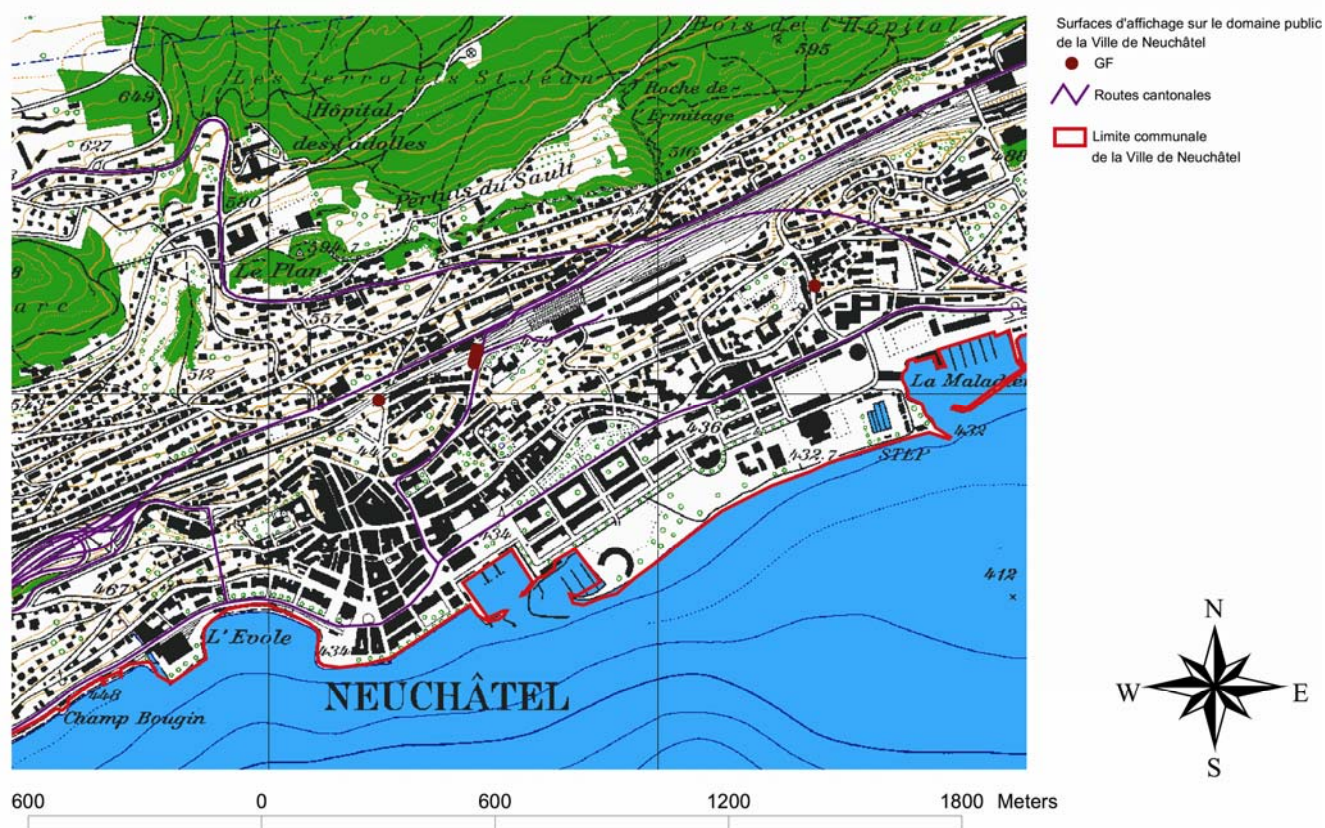 Surfaces d'affichage sur le domaine public
de la Ville de Neuchâtel
GF
Routes cantonales
Limite communale
de la Ville de Neuchâtel
Bois de l'Hôpital
595
Les Perrolets St Jean
649
Hôpital
des Cadolles
Roche de
l'Ermitage
627
516
Pertuis du Sault
580
594.7
Le Plan
557
512
479
447
La Maladière
436
432
432.7
STEP
434
467
412
L'Evole
434
448
Champ Bougin
NEUCHÂTEL
N
W
E
S
600 0 600 1200 1800 Meters